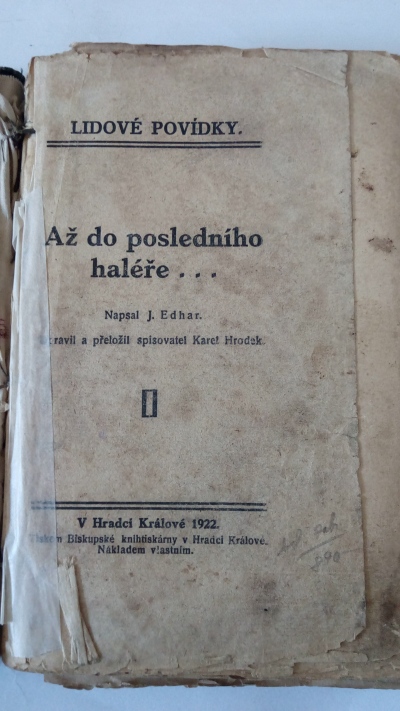 LIDOVÉ POVÍDKY.
Až do posledního
haléře . . .
Napsal J. Edhar.
a přeložil spisovatel Karel Hrodek.
V Hradci Králové 1922.
Biskupské knihtiskárny v Hradci Králové.
Nákladem vlastním.